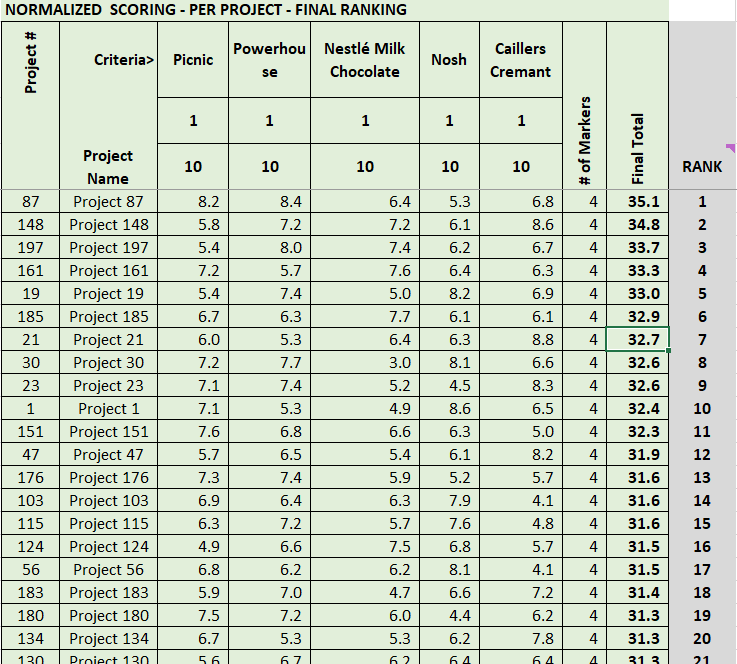 NORMALIZED SCORING - PER PROJECT - FINAL RANKING
Project # Criteria> Picnic Powerhou Nestlé Milk Nosh Caillers # of Markers Final Total
se Chocolate Cremant
1 1 1 1 1
Project
Name 10 10 10 10 10 RANK
87 Project 87 8.2 8.4 6.4 5.3 6.8 4 35.1 1
148 Project 148 5.8 7.2 7.2 6.1 8.6 4 34.8 2
197 Project 197 5.4 8.0 7.4 6.2 6.7 4 33.7 3
161 Project 161 7.2 5.7 7.6 6.4 6.3 4 33.3 4
19 Project 19 5.4 7.4 5.0 8.2 6.9 4 33.0 5
185 Project 185 6.7 6.3 7.7 6.1 6.1 4 32.9 6
21 Project 21 6.0 5.3 6.4 6.3 8.8 4 32.7 7
30 Project 30 7.2 7.7 3.0 8.1 6.6 4 32.6 8
23 Project 23 7.1 7.4 5.2 4.5 8.3 4 32.6 9
1 Project 1 7.1 5.3 4.9 8.6 6.5 4 32.4 10
151 Project 151 7.6 6.8 6.6 6.3 5.0 4 32.3 11
47 Project 47 5.7 6.5 5.4 6.1 8.2 4 31.9 12
176 Project 176 7.3 7.4 5.9 5.2 5.7 4 31.6 13
103 Project 103 6.9 6.4 6.3 7.9 4.1 4 31.6 14
115 Project 115 6.3 7.2 5.7 7.6 4.8 4 31.6 15
124 Project 124 4.9 6.6 7.5 6.8 5.7 4 31.5 16
56 Project 56 6.8 6.2 6.2 8.1 4.1 4 31.5 17
183 Project 183 5.9 7.0 4.7 6.6 7.2 4 31.4 18
180 Project 180 7.5 7.2 6.0 4.4 6.2 4 31.3 19
134 Project 134 6.7 5.3 5.3 6.2 7.8 4 31.3 20
130 Project 130 5.6 6.7 6.2 6.4 6.4 4 31.3 21